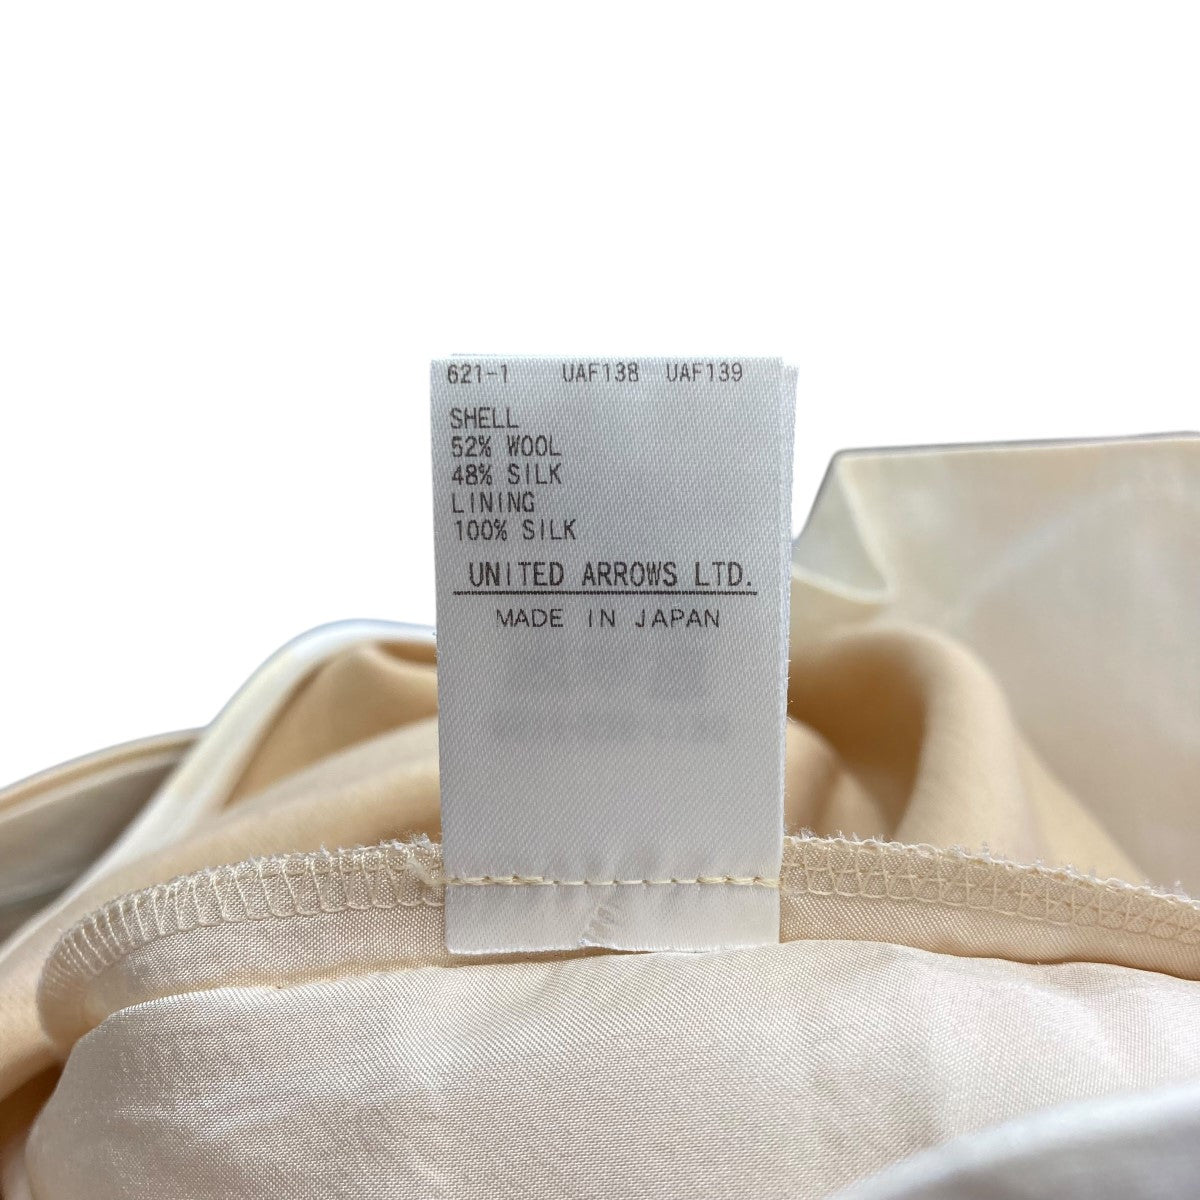 621-1 UAF138 UAF139
SHELL
52% WOOL
48% SILK
LINING
100% SILK
UNITED ARROWS LTD.
MADE IN JAPAN